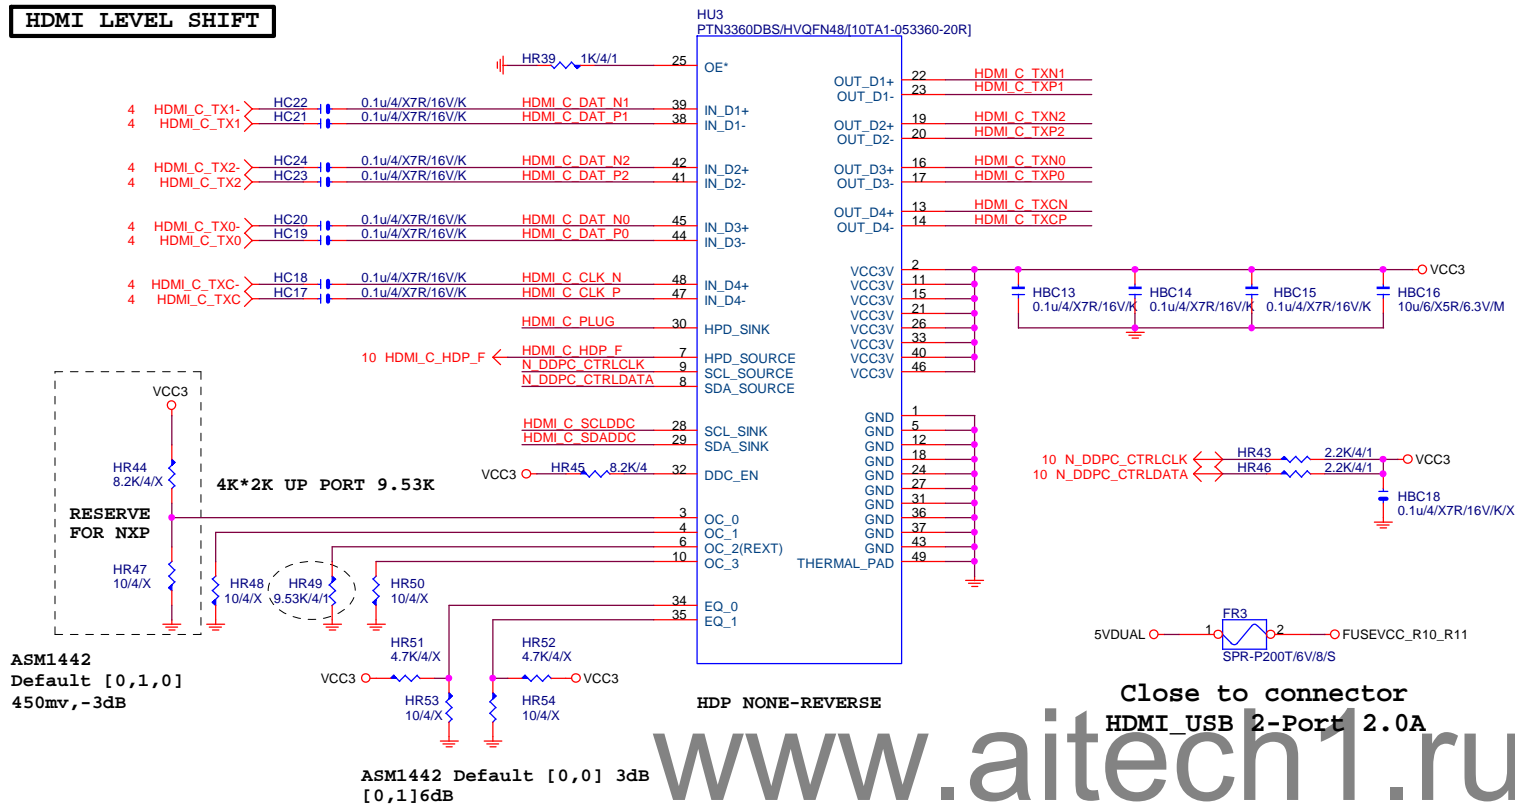 HDMI LEVEL SHIFT
HU3
PTN3360DBS/HVQFN48/[10TA1-053360-20R]
HR39 1K/4/1 25 OE*
4 HDMI_C_TX1- HC22 0.1u/4/X7R/16V/K HDMI_C_DAT_N1 39 IN_D1+
4 HDMI_C_TX1 HC21 0.1u/4/X7R/16V/K HDMI_C_DAT_P1 38 IN_D1-
4 HDMI_C_TX2- HC24 0.1u/4/X7R/16V/K HDMI_C_DAT_N2 42 IN_D2+
4 HDMI_C_TX2 HC23 0.1u/4/X7R/16V/K HDMI_C_DAT_P2 41 IN_D2-
4 HDMI_C_TX0- HC20 0.1u/4/X7R/16V/K HDMI_C_DAT_N0 45 IN_D3+
4 HDMI_C_TX0 HC19 0.1u/4/X7R/16V/K HDMI_C_DAT_P0 44 IN_D3-
4 HDMI_C_TXC- HC18 0.1u/4/X7R/16V/K HDMI_C_CLK_N 48 IN_D4+
4 HDMI_C_TXC HC17 0.1u/4/X7R/16V/K HDMI_C_CLK_P 47 IN_D4-
HDMI_C_PLUG 30 HPD_SINK
10 HDMI_C_HDP_F HDMI_C_HDP_F 7 HPD_SOURCE
N_DDPC_CTRLCLK 9 SCL_SOURCE
N_DDPC_CTRLDATA 8 SDA_SOURCE
HDMI_C_SCLDDC 28 SCL_SINK
HDMI_C_SDADDC 29 SDA_SINK
VCC3 HR45 8.2K/4 32 DDC_EN
3 OC_0
4 OC_1
6 OC_2(REXT)
10 OC_3
34 EQ_0
35 EQ_1
OUT_D1+ 22 HDMI_C_TXN1
OUT_D1- 23 HDMI_C_TXP1
OUT_D2+ 19 HDMI_C_TXN2
OUT_D2- 20 HDMI_C_TXP2
OUT_D3+ 16 HDMI_C_TXN0
OUT_D3- 17 HDMI_C_TXP0
OUT_D4+ 13 HDMI_C_TXCN
OUT_D4- 14 HDMI_C_TXCP
VCC3V 2 VCC3
VCC3V 11
VCC3V 15
VCC3V 21
VCC3V 26
VCC3V 33
VCC3V 40
VCC3V 46
HBC13
0.1u/4/X7R/16V/K
HBC14
0.1u/4/X7R/16V/K
HBC15
0.1u/4/X7R/16V/K
HBC16
10u/6/X5R/6.3V/M
GND 1
GND 5
GND 12
GND 18
GND 24
GND 27
GND 31
GND 36
GND 37
GND 43
THERMAL_PAD 49
10 N_DDPC_CTRLCLK HR43 2.2K/4/1 VCC3
10 N_DDPC_CTRLDATA HR46 2.2K/4/1
HBC18
0.1u/4/X7R/16V/K/X
VCC3
HR44
8.2K/4/X
4K*2K UP PORT 9.53K
RESERVE
FOR NXP
HR47
10/4/X
HR48
10/4/X
HR49
9.53K/4/1
HR50
10/4/X
ASM1442
Default [0,1,0]
450mv,-3dB
HR51
4.7K/4/X
HR52
4.7K/4/X
VCC3
VCC3
HR53
10/4/X
HR54
10/4/X
HDP NONE-REVERSE
ASM1442 Default [0,0] 3dB
[0,1]6dB
FR3
5VDUAL 1 2 FUSEVCC_R10_R11
SPR-P200T/6V/8/S
Close to connector
HDMI_USB 2-Port 2.0A
www.aitech1.ru